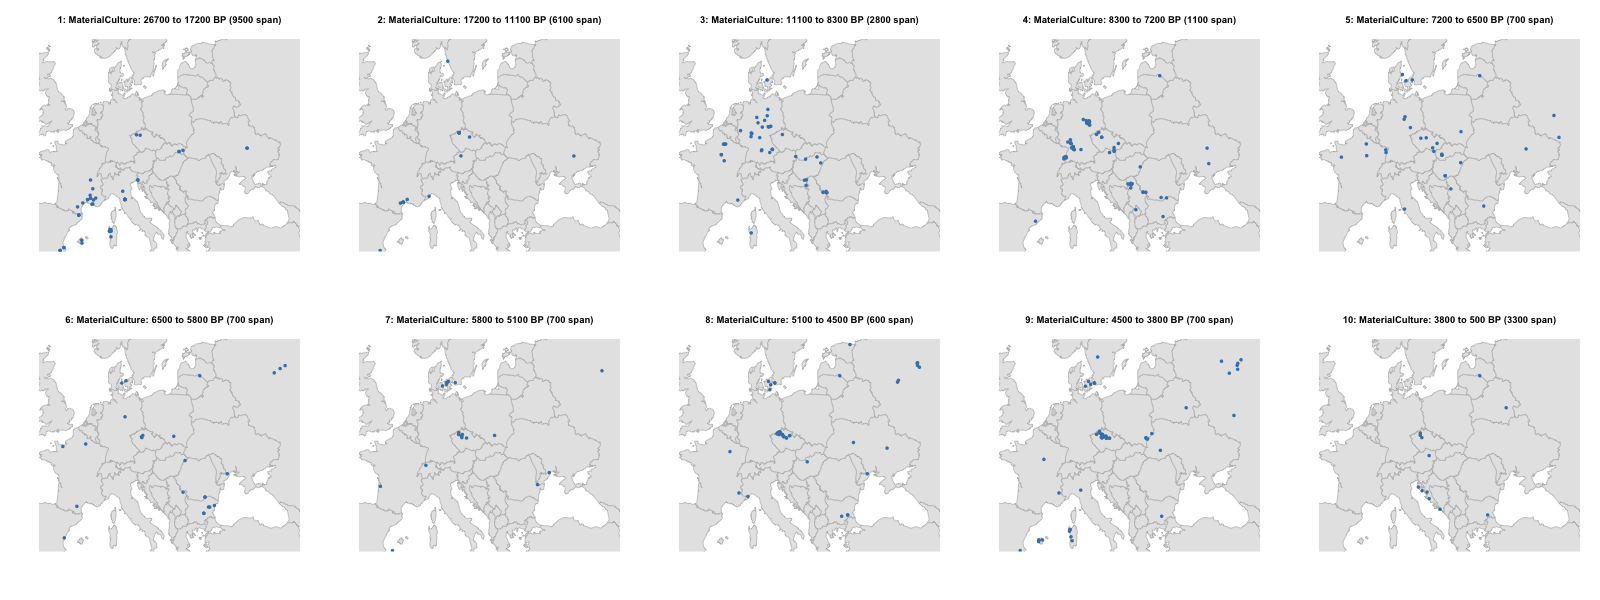 1: MaterialCulture: 26700 to 17200 BP (9500 span)
2: MaterialCulture: 17200 to 11100 BP (6100 span)
3: MaterialCulture: 11100 to 8300 BP (2800 span)
4: MaterialCulture: 8300 to 7200 BP (1100 span)
5: MaterialCulture: 7200 to 6500 BP (700 span)
6: MaterialCulture: 6500 to 5800 BP (700 span)
7: MaterialCulture: 5800 to 5100 BP (700 span)
8: MaterialCulture: 5100 to 4500 BP (600 span)
9: MaterialCulture: 4500 to 3800 BP (700 span)
10: MaterialCulture: 3800 to 500 BP (3300 span)